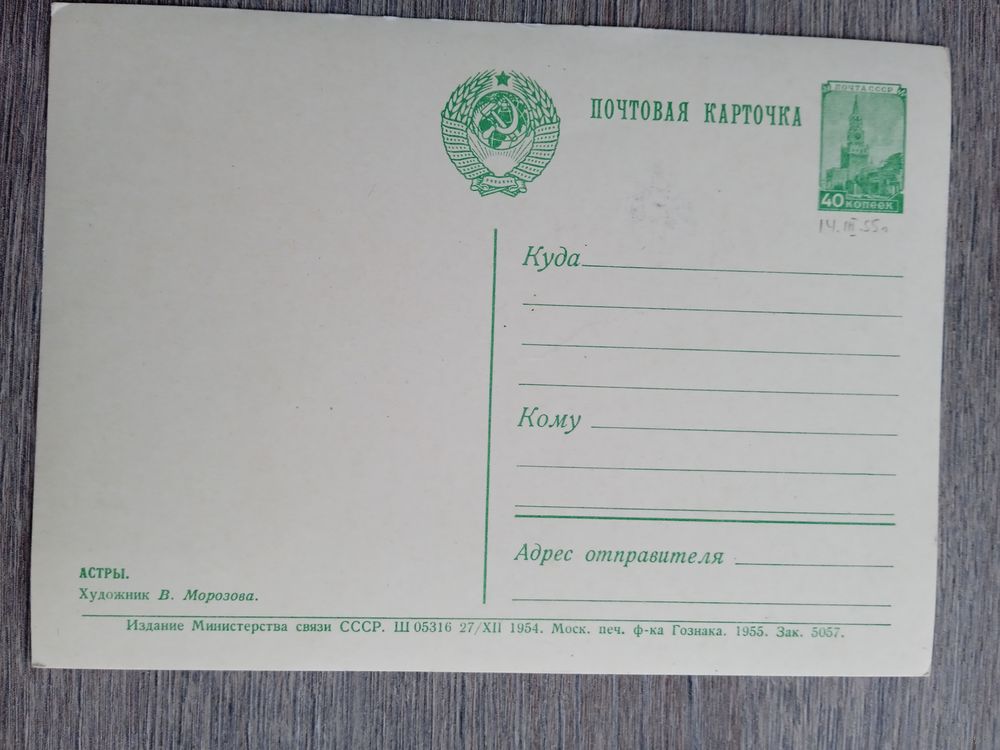 ПОЧТОВАЯ КАРТОЧКА
ПОЧТА СССР
40 КОПЕЕК
14.III.55г
Куда
Кому
Адрес отправителя
АСТРЫ.
Художник В. Морозова.
Издание Министерства связи СССР. Ш 05316 27/XII 1954. Моск. печ. ф-ка Гознака. 1955. Зак. 5057.